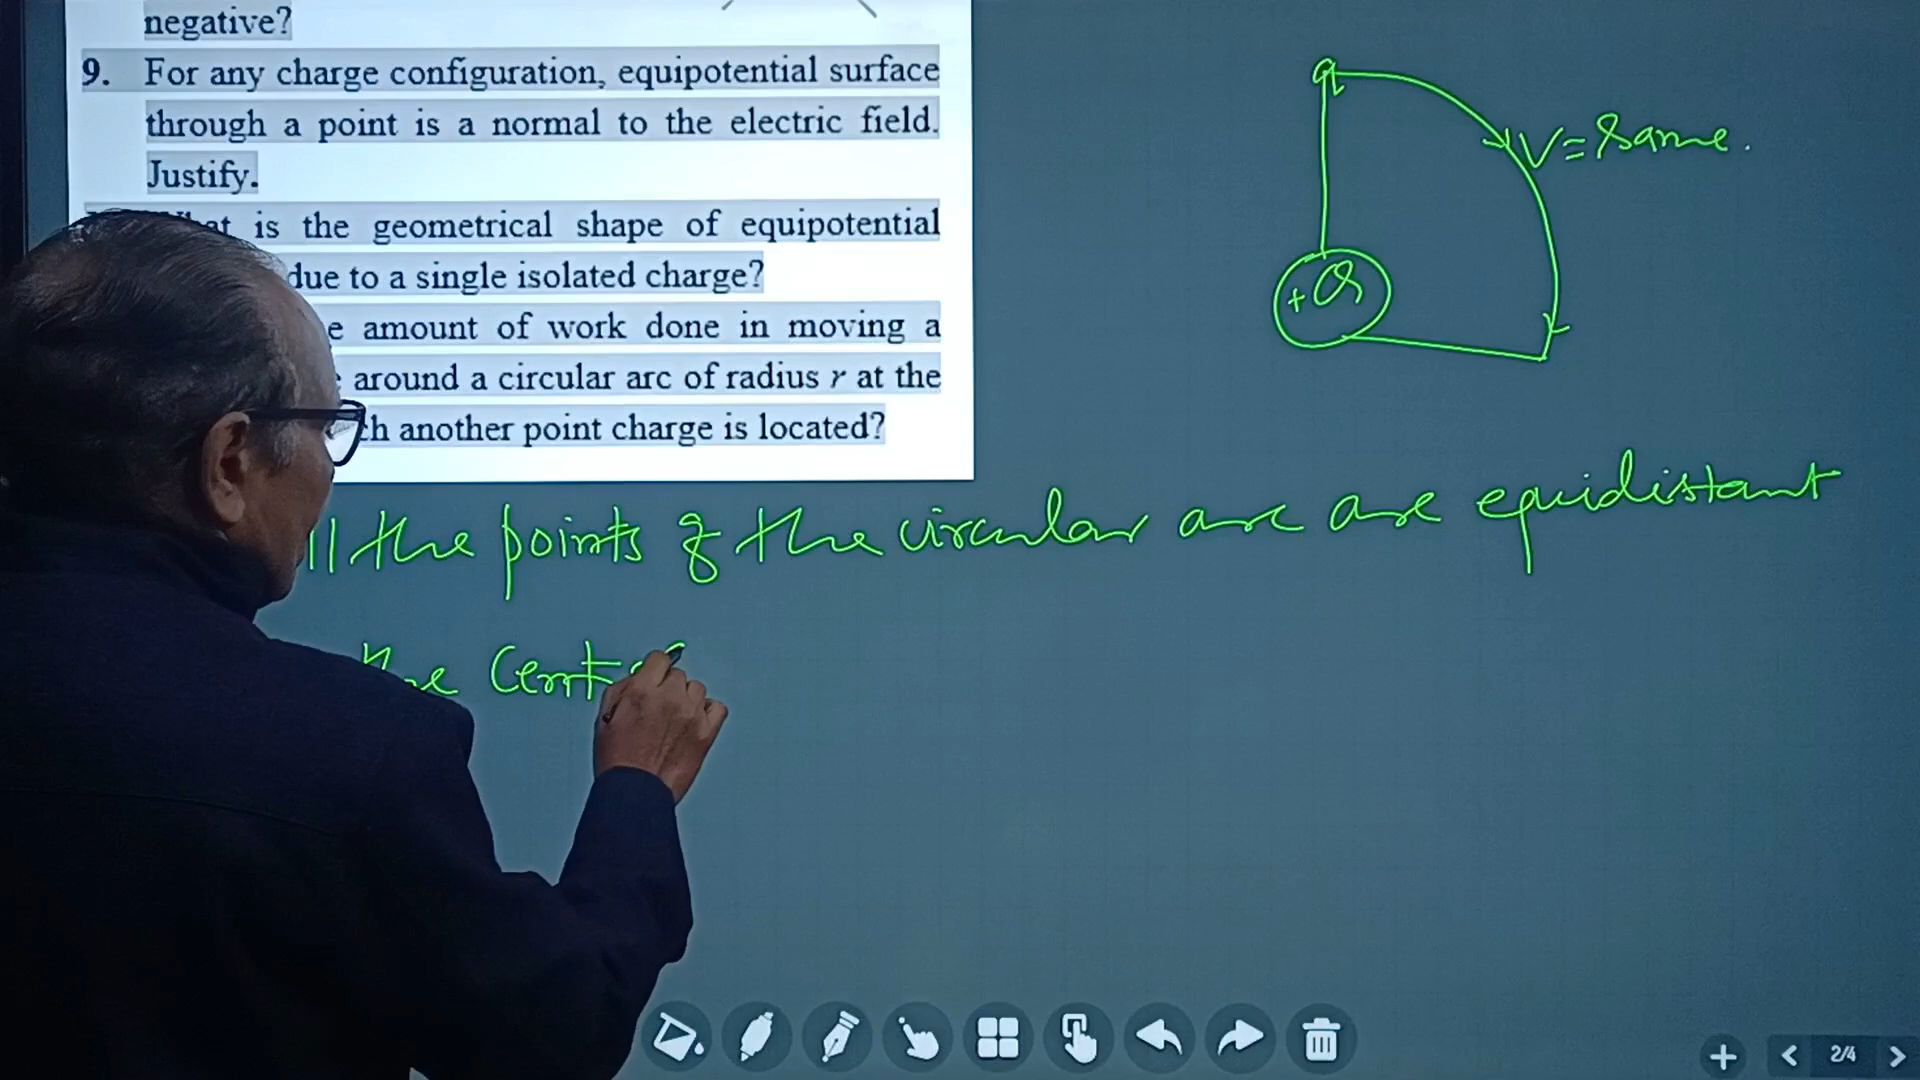 negative?
9. For any charge configuration, equipotential surface
through a point is a normal to the electric field.
Justify.
is the geometrical shape of equipotential
due to a single isolated charge?
amount of work done in moving a
around a circular arc of radius r at the
another point charge is located?
q
V = Same.
+Q
the points of the circular arc are equidistant
the
2/4